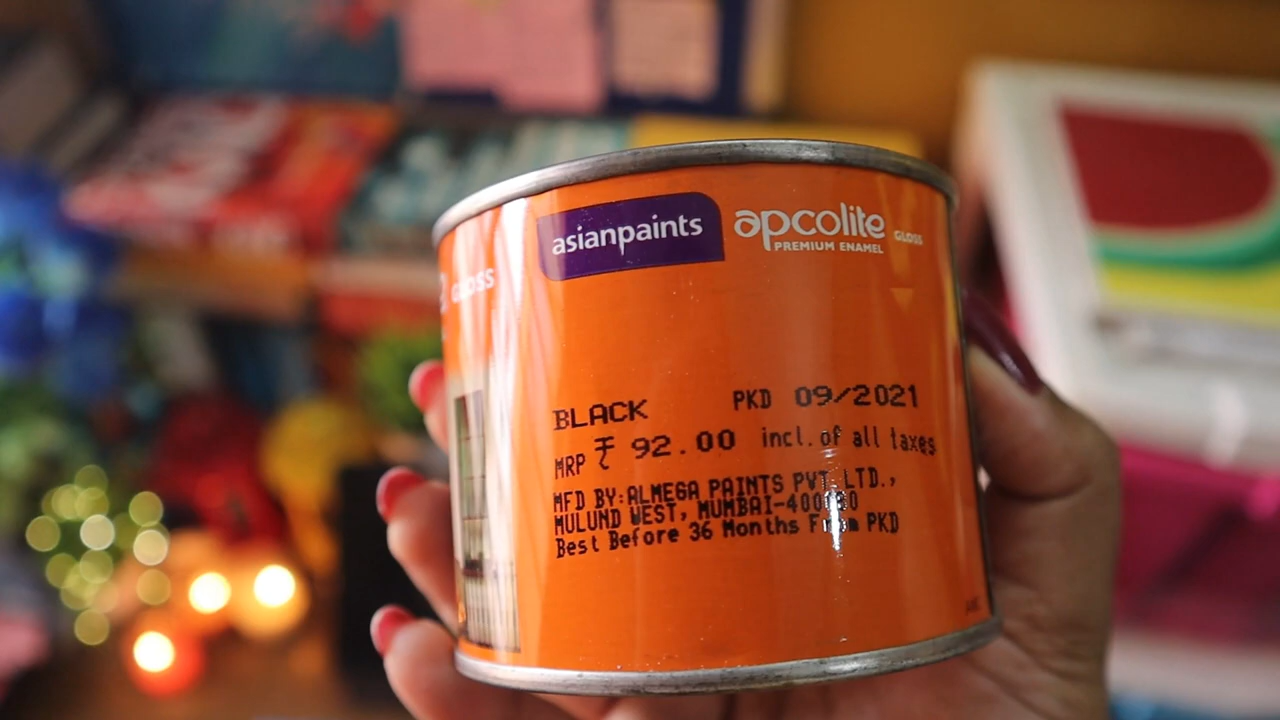 asianpaints
apcolite GLOSS
PREMIUM ENAMEL
GLOSS
BLACK PKD 09/2021
MRP ₹ 92.00 incl. of all taxes
MFD BY:ALMEGA PAINTS PVT LTD.,
MULUND WEST, MUMBAI-400080
Best Before 36 Months From PKD